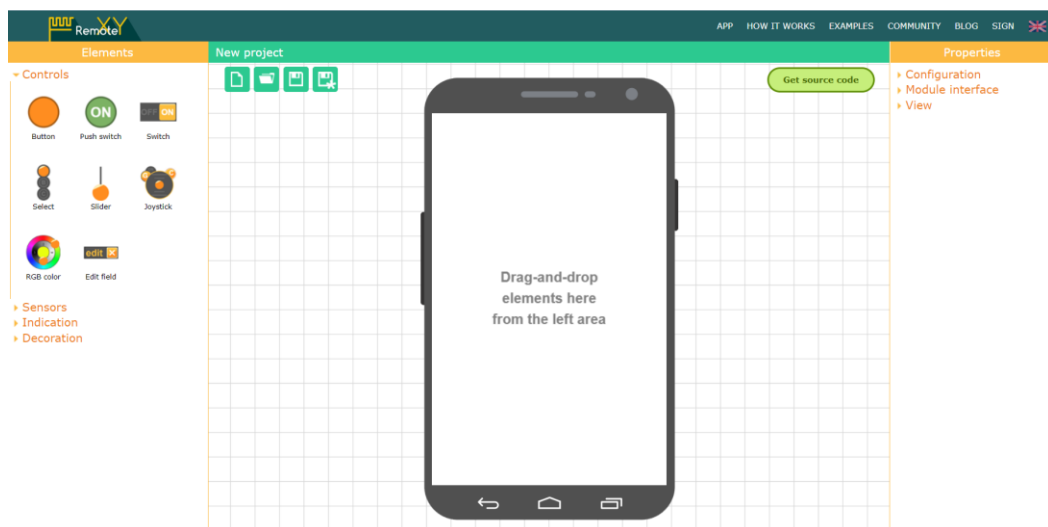 RemoteXY
APP HOW IT WORKS EXAMPLES COMMUNITY BLOG SIGN
Elements
New project
Properties
Controls
Get source code
Configuration
Module interface
View
ON
OFF ON
Button Push switch Switch
Select Slider Joystick
edit
RGB color Edit field
Drag-and-drop
elements here
from the left area
Sensors
Indication
Decoration